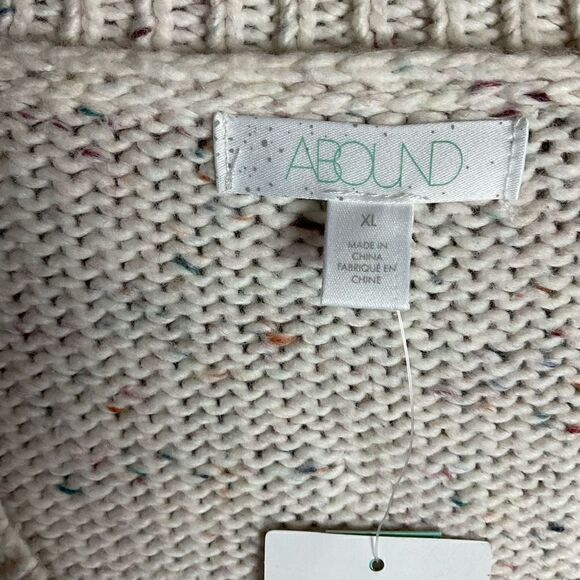 ABOUND
XL
MADE IN
CHINA
FABRIQUÉ EN
CHINE